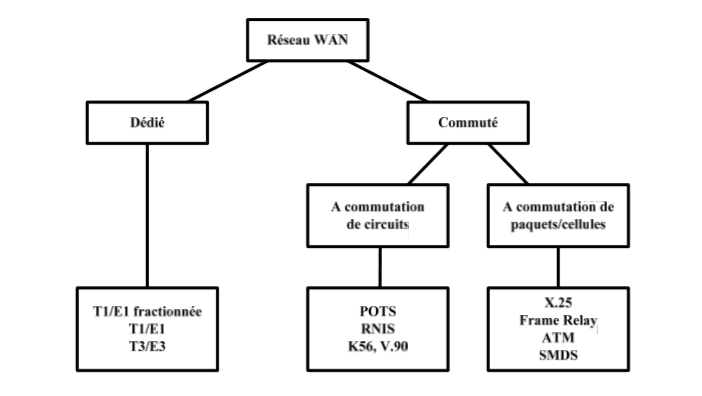 Réseau WAN
Dédié
Commuté
A commutation
de circuits
A commutation de
paquets/cellules
T1/E1 fractionnée
T1/E1
T3/E3
POTS
RNIS
K56, V.90
X.25
Frame Relay
ATM
SMDS